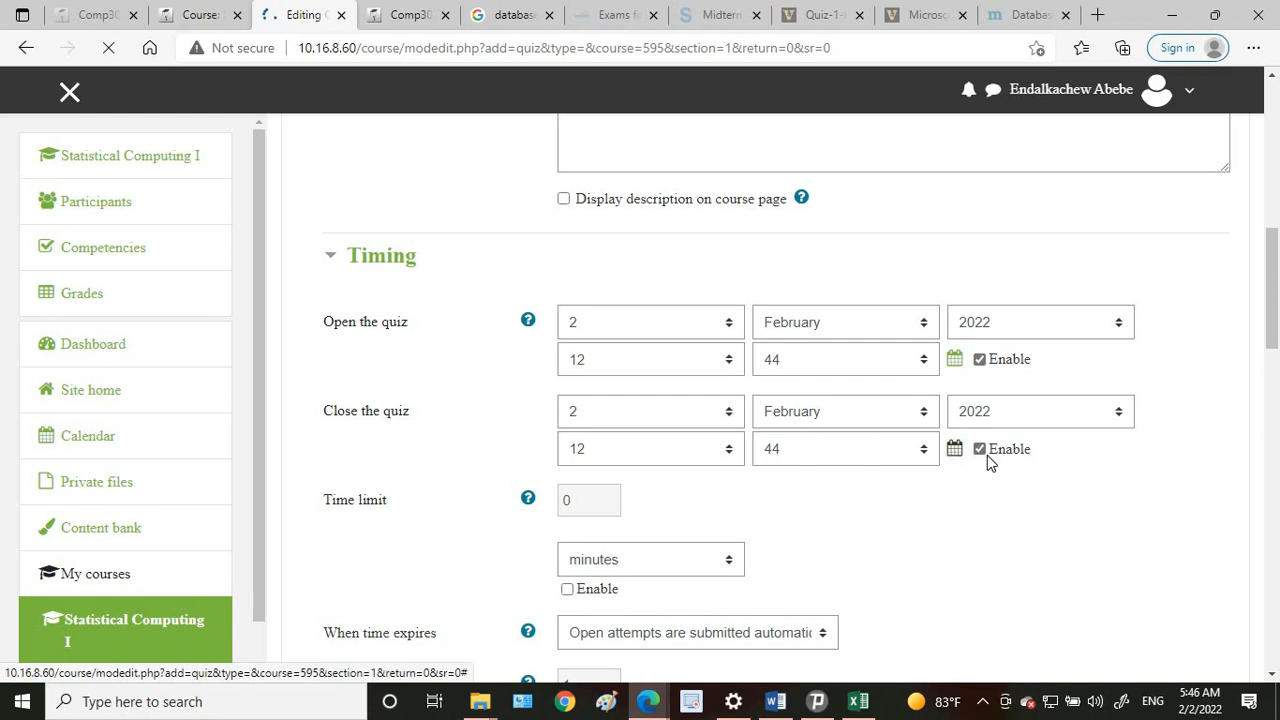 Comp30
Course:
Editing C
Comp30
database
Exams fo
Midterm
Quiz-1-
Microsc
Databas
Not secure
10.16.8.60/course/modedit.php?add=quiz&type=&course=595&section=1&return=0&sr=0
Sign in
Endalkachew Abebe
Statistical Computing I
Participants
Competencies
Grades
Dashboard
Site home
Calendar
Private files
Content bank
My courses
Statistical Computing
I
Display description on course page
Timing
Open the quiz
2 February 2022
12 44 Enable
Close the quiz
2 February 2022
12 44 Enable
Time limit
0
minutes
Enable
When time expires
Open attempts are submitted automatic
10.16.8.60/course/modedit.php?add=quiz&type=&course=595&section=1&return=0&sr=0#
Type here to search
83°F
ENG
5:46 AM
2/2/2022